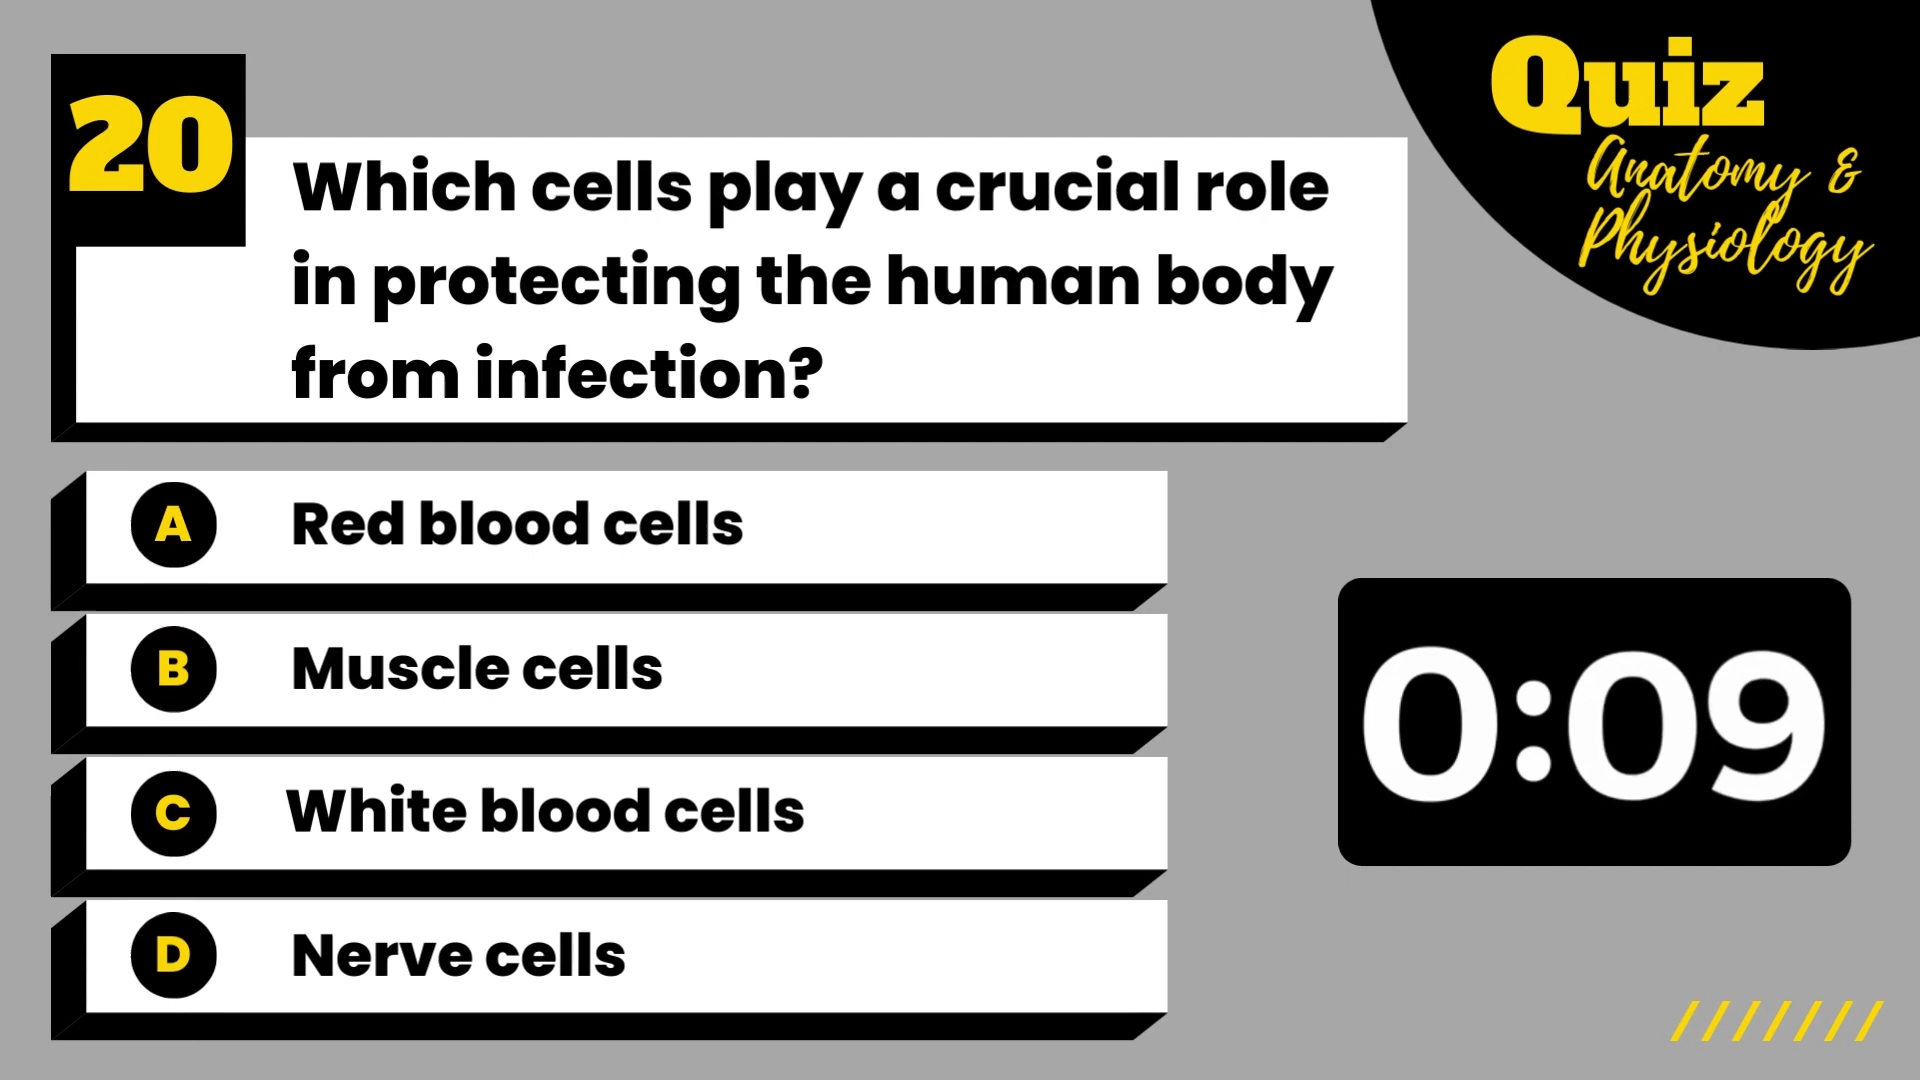 20
Which cells play a crucial role
in protecting the human body
from infection?
Quiz
Anatomy &
Physiology
A Red blood cells
B Muscle cells
C White blood cells
D Nerve cells
0:09